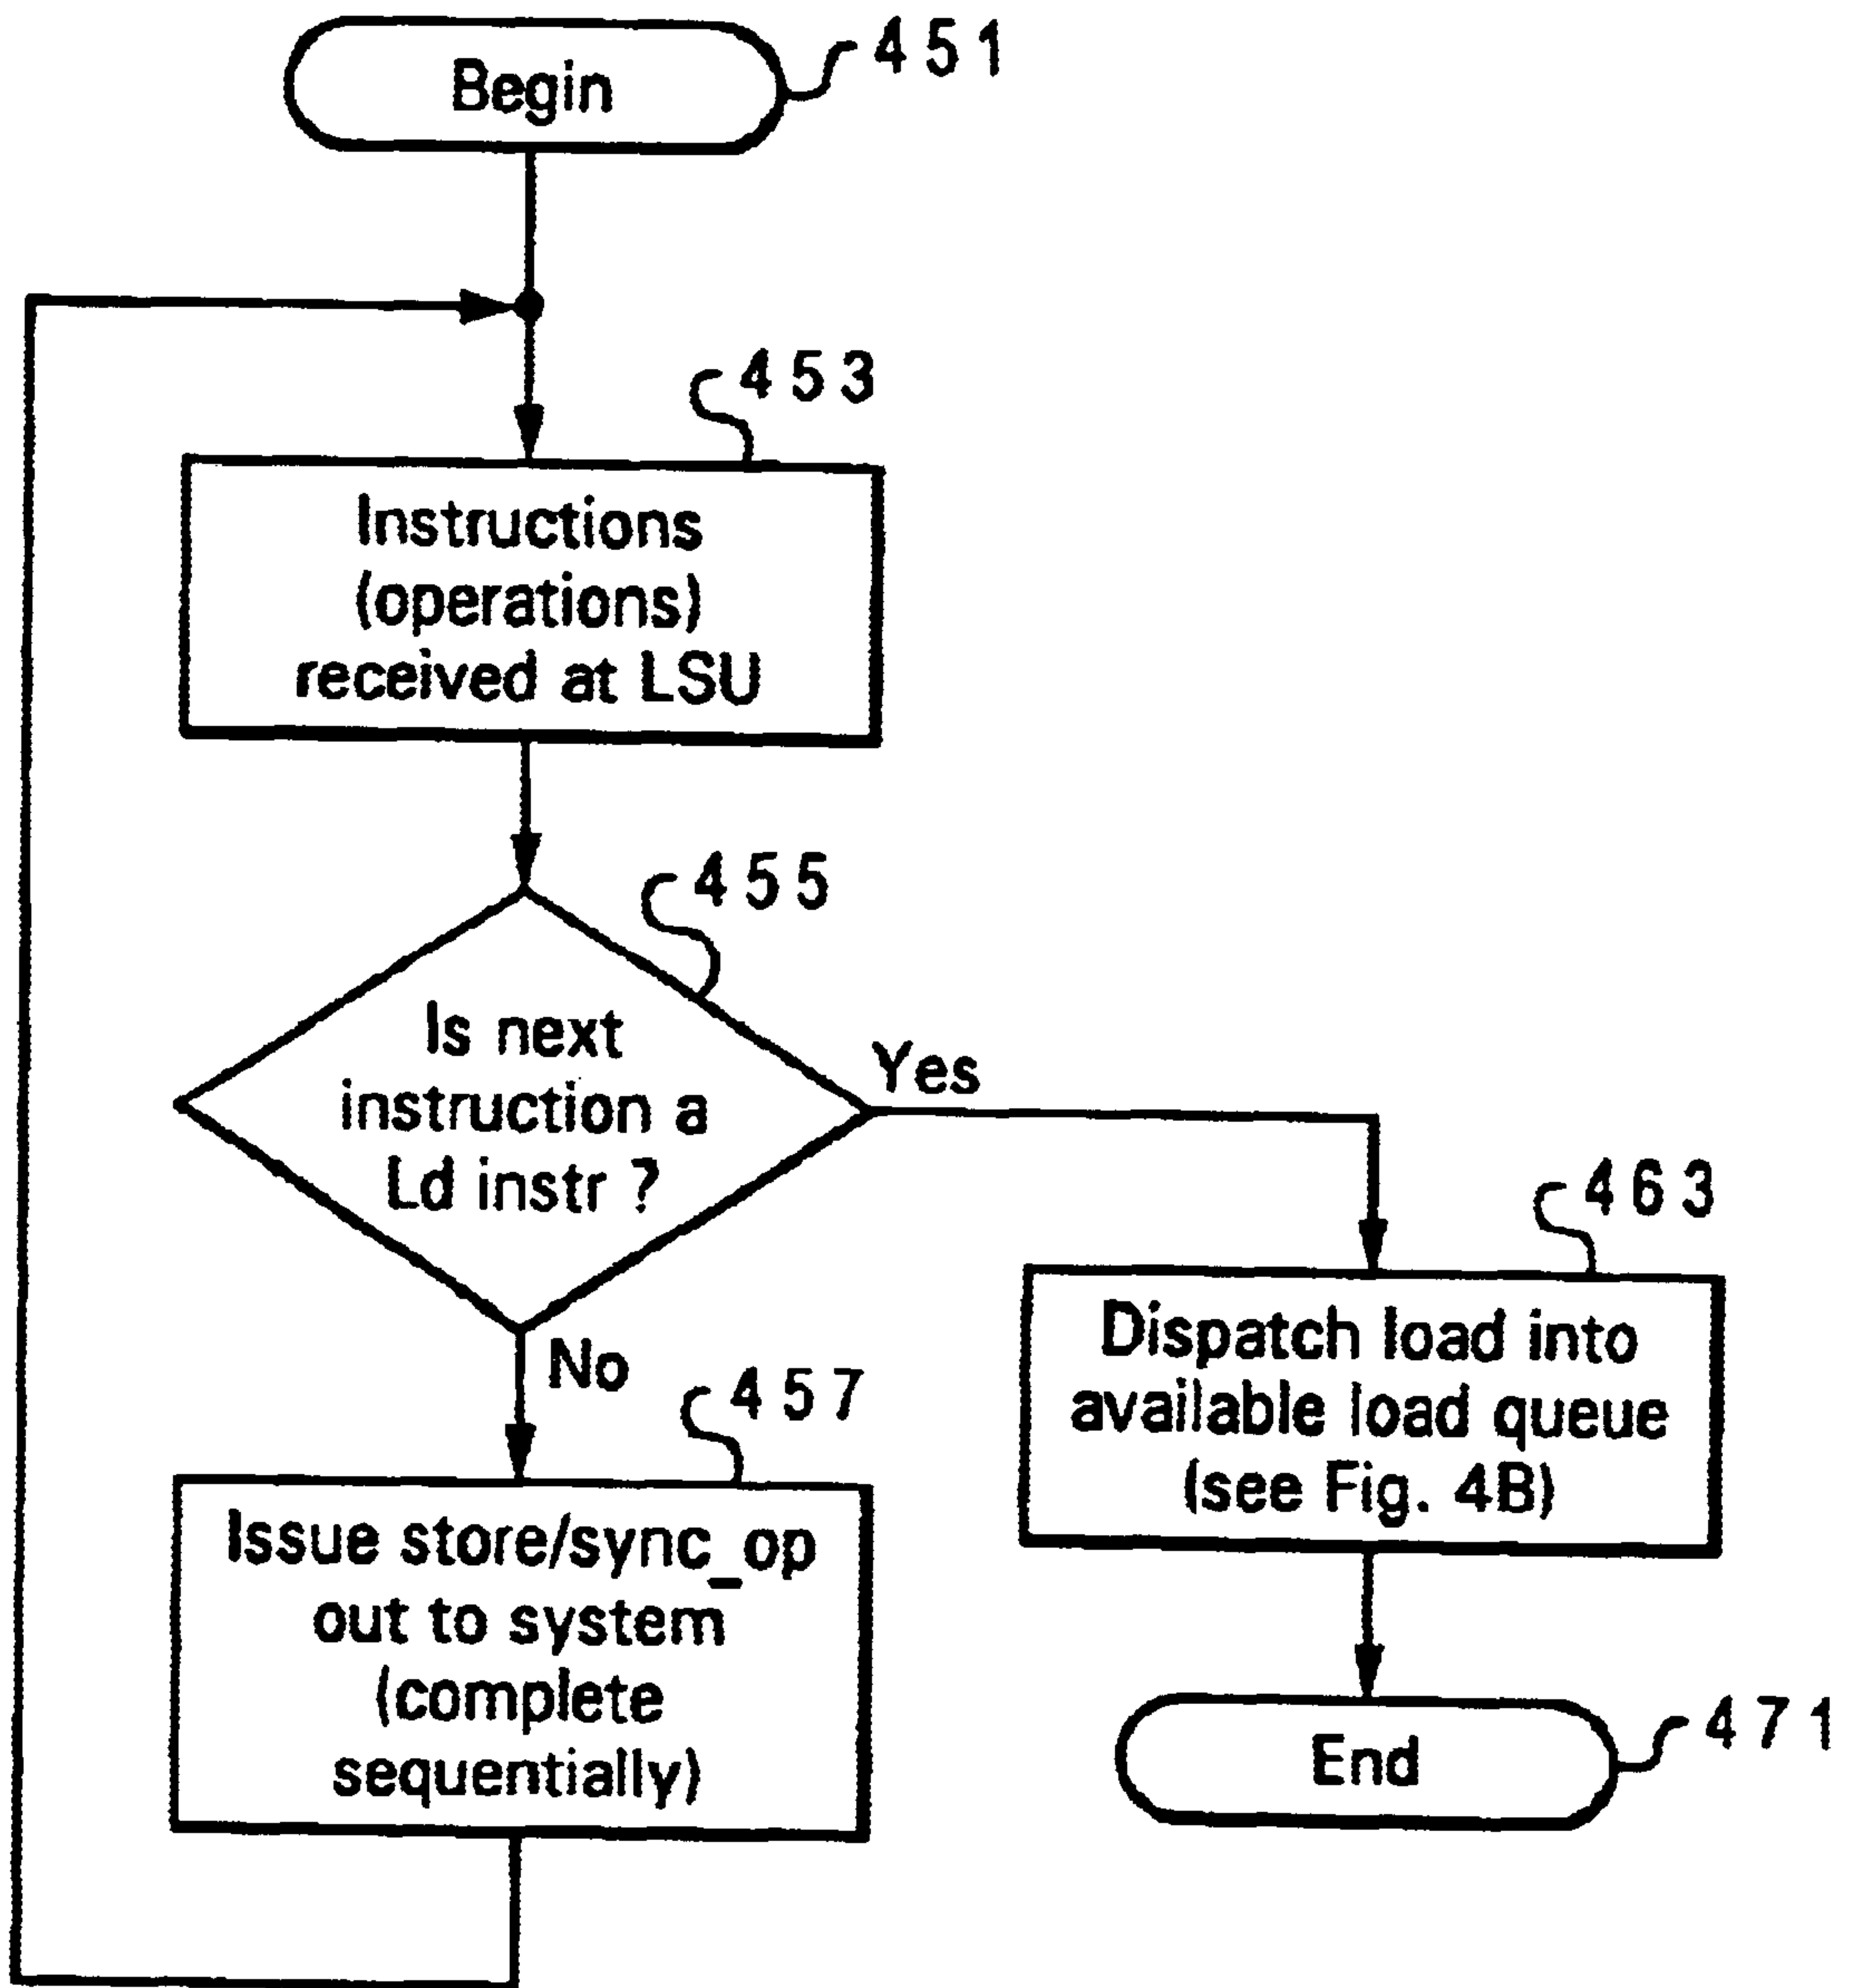 Begin
451
453
Instructions
(operations)
received at LSU
455
Is next
instruction a
Ld instr ?
Yes
No
457
Issue store/sync_op
out to system
(complete
sequentially)
463
Dispatch load into
available load queue
(see Fig. 4B)
End
471